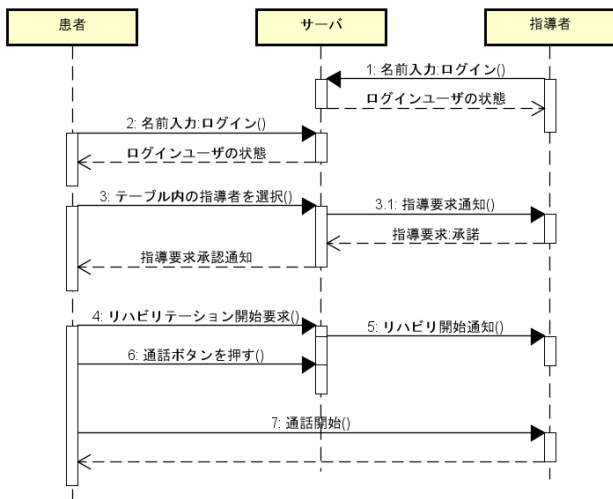 患者
サーバ
指導者
1: 名前入力:ログイン()
ログインユーザの状態
2: 名前入力:ログイン()
ログインユーザの状態
3: テーブル内の指導者を選択()
3.1: 指導要求通知()
指導要求:承諾
指導要求承認通知
4: リハビリテーション開始要求()
5: リハビリ開始通知()
6: 通話ボタンを押す()
7: 通話開始()